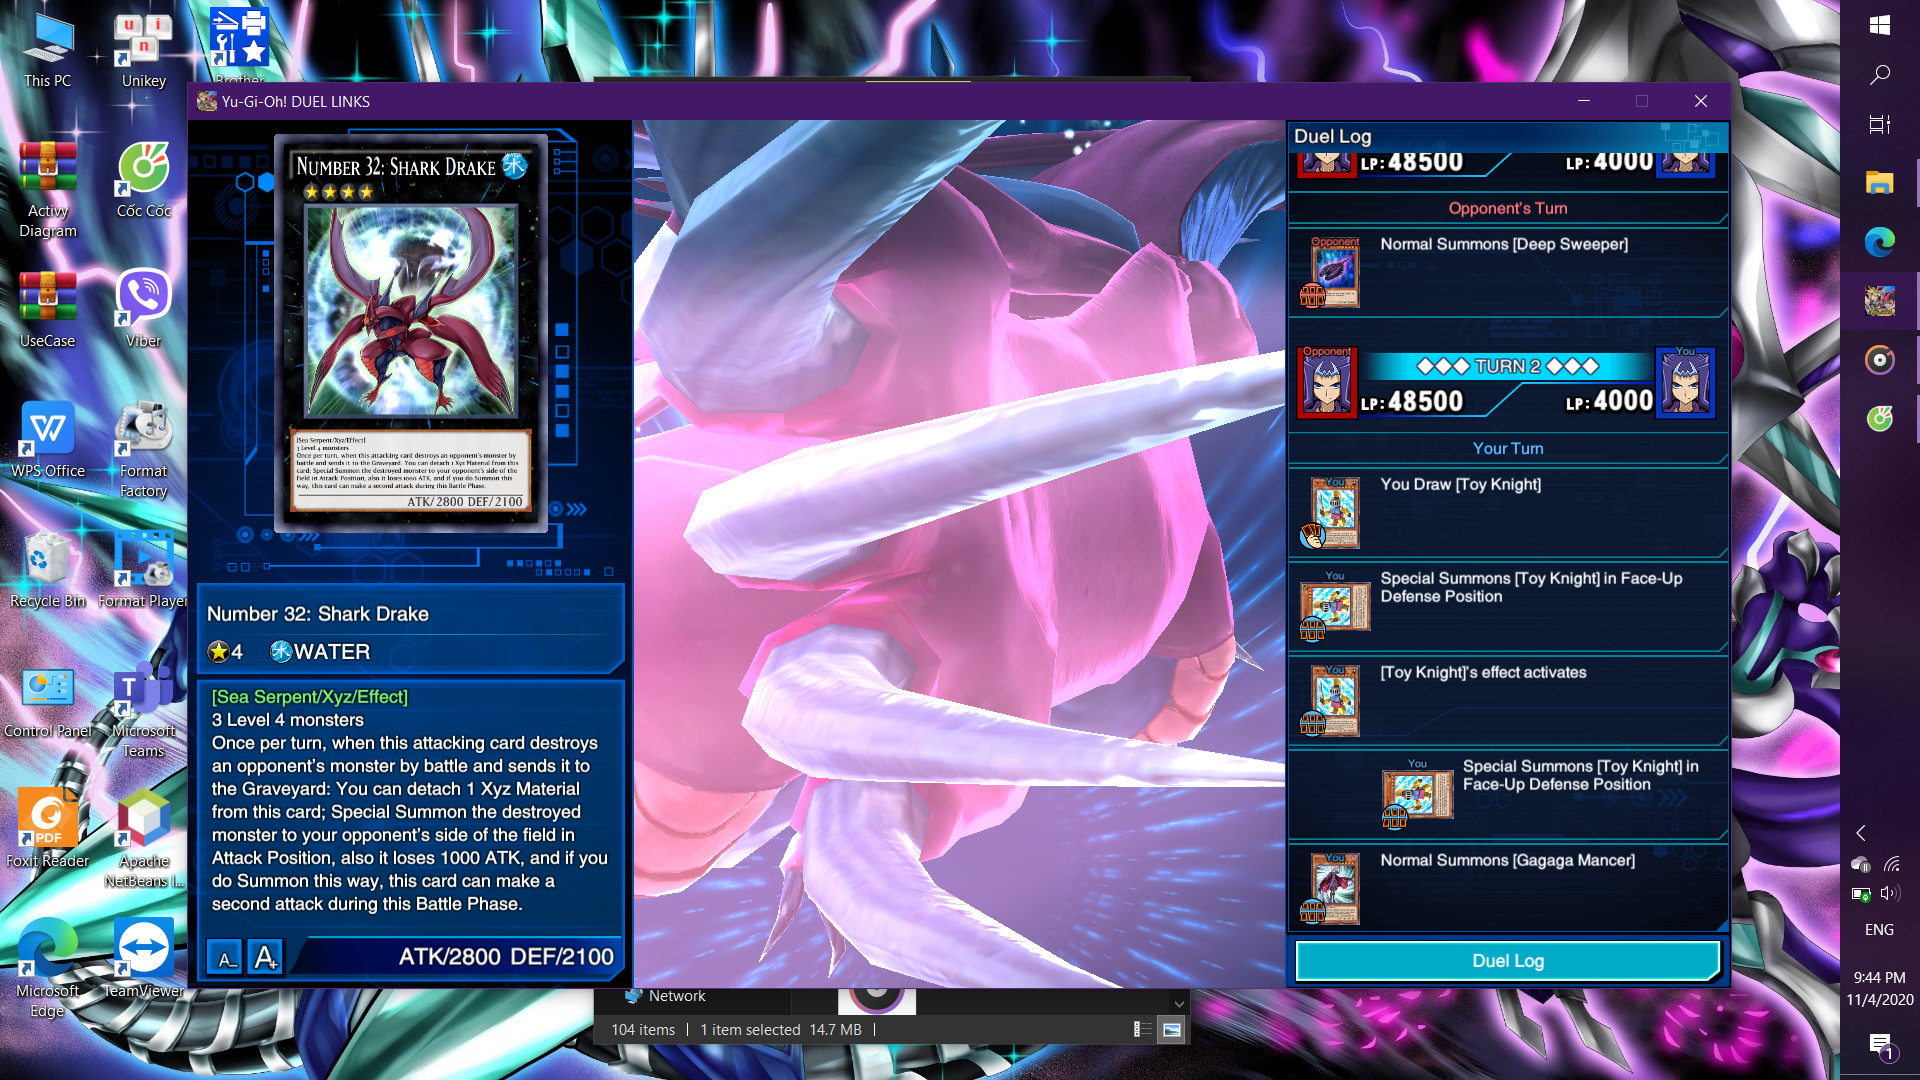 This PC
Unikey
Brother
Activy
Diagram
Cốc Cốc
UseCase
Viber
WPS Office
Format
Factory
Recycle Bin
Format Player
Control Panel
Microsoft
Teams
Foxit Reader
PDF
Apache
NetBeans I...
Microsoft
Edge
TeamViewer
Yu-Gi-Oh! DUEL LINKS
NUMBER 32: SHARK DRAKE
水
[Sea Serpent/Xyz/Effect]
3 Level 4 monsters
Once per turn, when this attacking card destroys an opponent's monster by
battle and sends it to the Graveyard: You can detach 1 Xyz Material from this
card; Special Summon the destroyed monster to your opponent's side of the
field in Attack Position, also it loses 1000 ATK, and if you do Summon this
way, this card can make a second attack during this Battle Phase.
ATK/2800 DEF/2100
Number 32: Shark Drake
4
水 WATER
[Sea Serpent/Xyz/Effect]
3 Level 4 monsters
Once per turn, when this attacking card destroys
an opponent's monster by battle and sends it to
the Graveyard: You can detach 1 Xyz Material
from this card; Special Summon the destroyed
monster to your opponent's side of the field in
Attack Position, also it loses 1000 ATK, and if you
do Summon this way, this card can make a
second attack during this Battle Phase.
A- A+
ATK/2800 DEF/2100
Duel Log
LP:48500
LP:4000
Opponent's Turn
Opponent
Normal Summons [Deep Sweeper]
Opponent
TURN 2
You
LP:48500
LP:4000
Your Turn
You
You Draw [Toy Knight]
You
Special Summons [Toy Knight] in Face-Up
Defense Position
You
[Toy Knight]'s effect activates
You
Special Summons [Toy Knight] in
Face-Up Defense Position
You
Normal Summons [Gagaga Mancer]
Duel Log
Network
104 items
1 item selected 14.7 MB
ENG
9:44 PM
11/4/2020
1